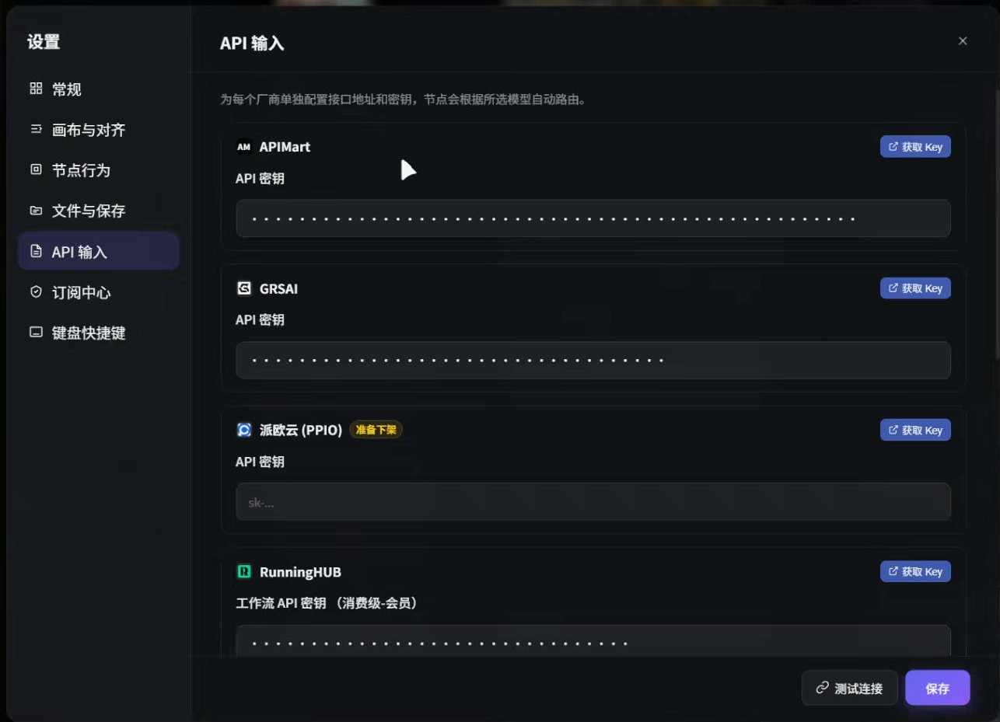 设置
常规
画布与对齐
节点行为
文件与保存
API 输入
订阅中心
键盘快捷键
API 输入
为每个厂商单独配置接口地址和密钥，节点会根据所选模型自动路由。
AM APIMart
获取 Key
API 密钥
GRSAI
获取 Key
API 密钥
派欧云 (PPIO) 准备下架
获取 Key
API 密钥
sk-...
RunningHUB
获取 Key
工作流 API 密钥 （消费级-会员）
测试连接
保存